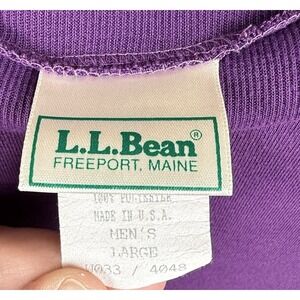 L.L.Bean®
FREEPORT, MAINE
100% POLYESTER
MADE IN U.S.A.
MEN'S
LARGE
W033 / 4048